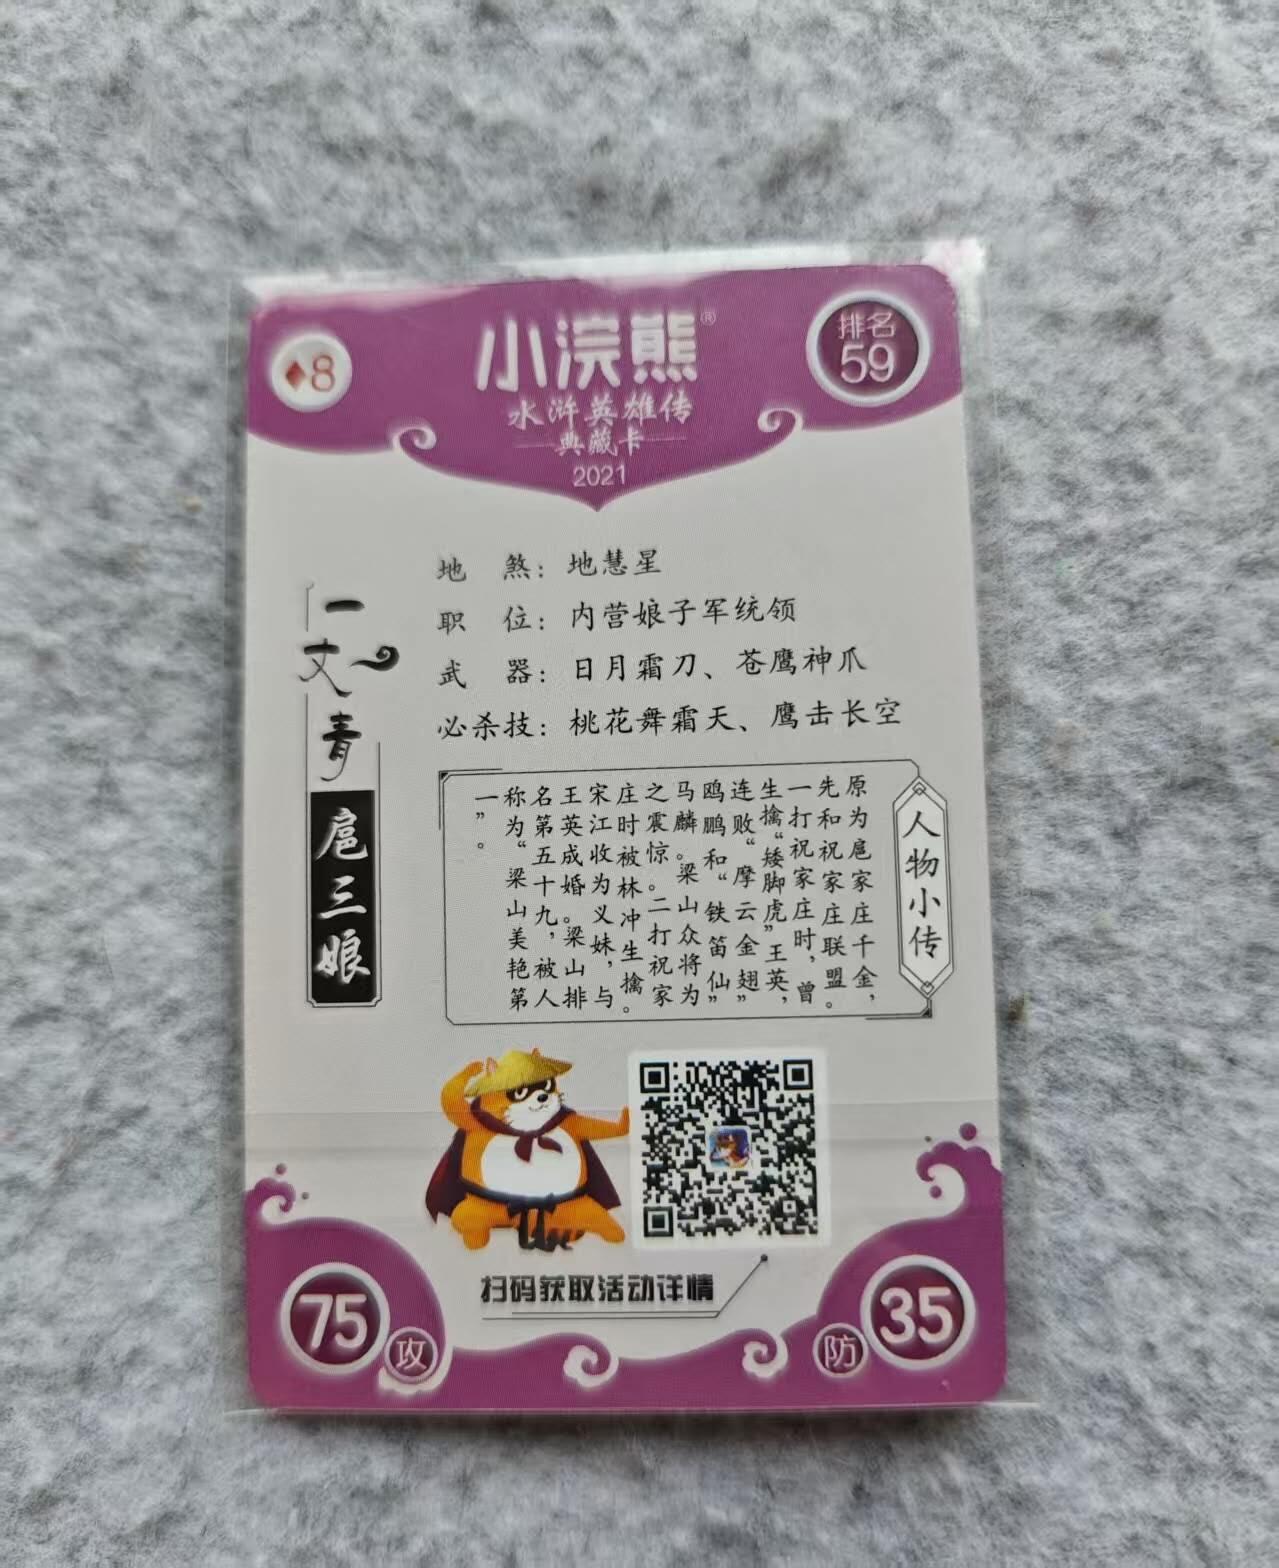 ♦8
小浣熊®
水浒英雄传
典藏卡
2021
排名
59
地 煞：地慧星
职 位：内营娘子军统领
武 器：日月霜刀、苍鹰神爪
必杀技：桃花舞霜天、鹰击长空
一丈青
扈三娘
人物小传
原为扈家庄千金，
先和祝家庄联盟。
一打祝家庄时，曾
生擒“矮脚虎”王英，
连败“摩云金翅”
鸥鹏和“铁笛仙”
马麟。梁山众将为
之震惊。二打祝家
庄时被林冲生擒。
宋江收为义妹，与
王英成婚。梁山排
名第五十九，被人
称为“梁山美艳第
一”。
扫码获取活动详情
75
攻
防
35